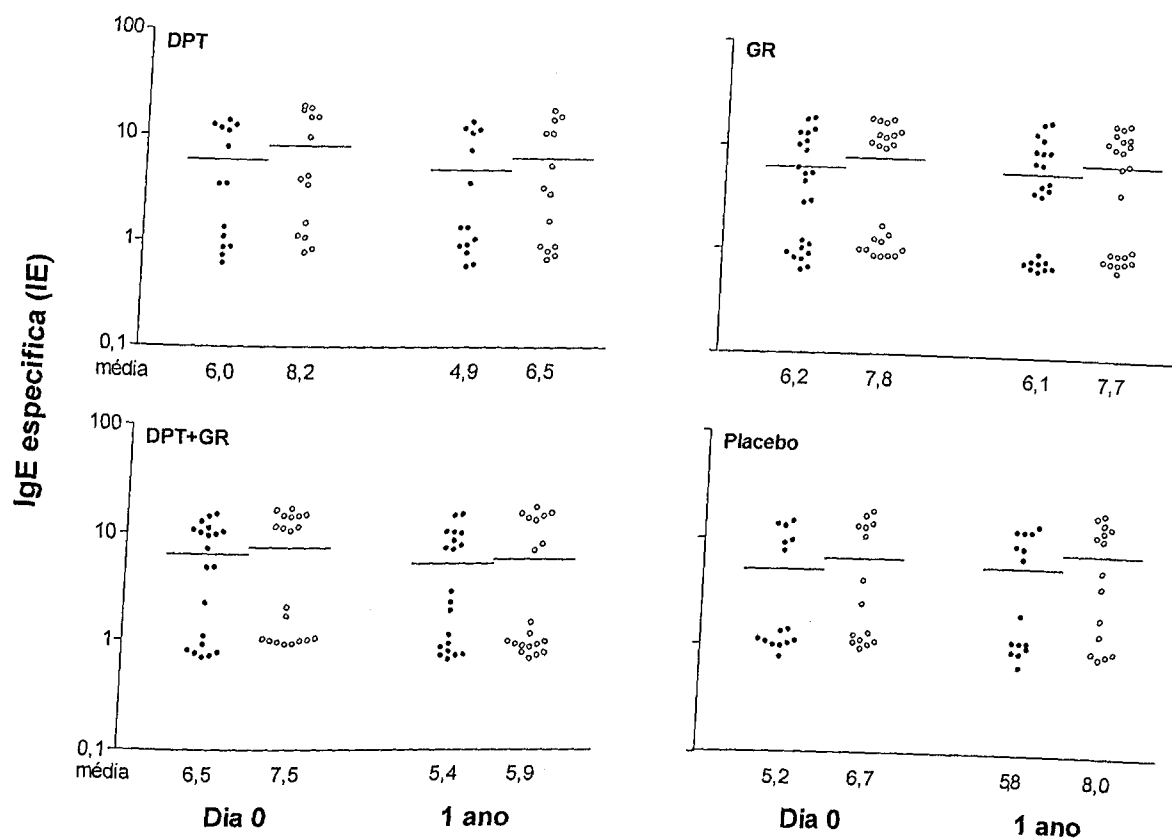 IgE especifica (IE)
DPT
100
10
1
0,1
média 6,0 8,2 4,9 6,5
GR
6,2 7,8 6,1 7,7
DPT+GR
100
10
1
0,1
média 6,5 7,5 5,4 5,9
Dia 0 1 ano
Placebo
5,2 6,7 58 8,0
Dia 0 1 ano